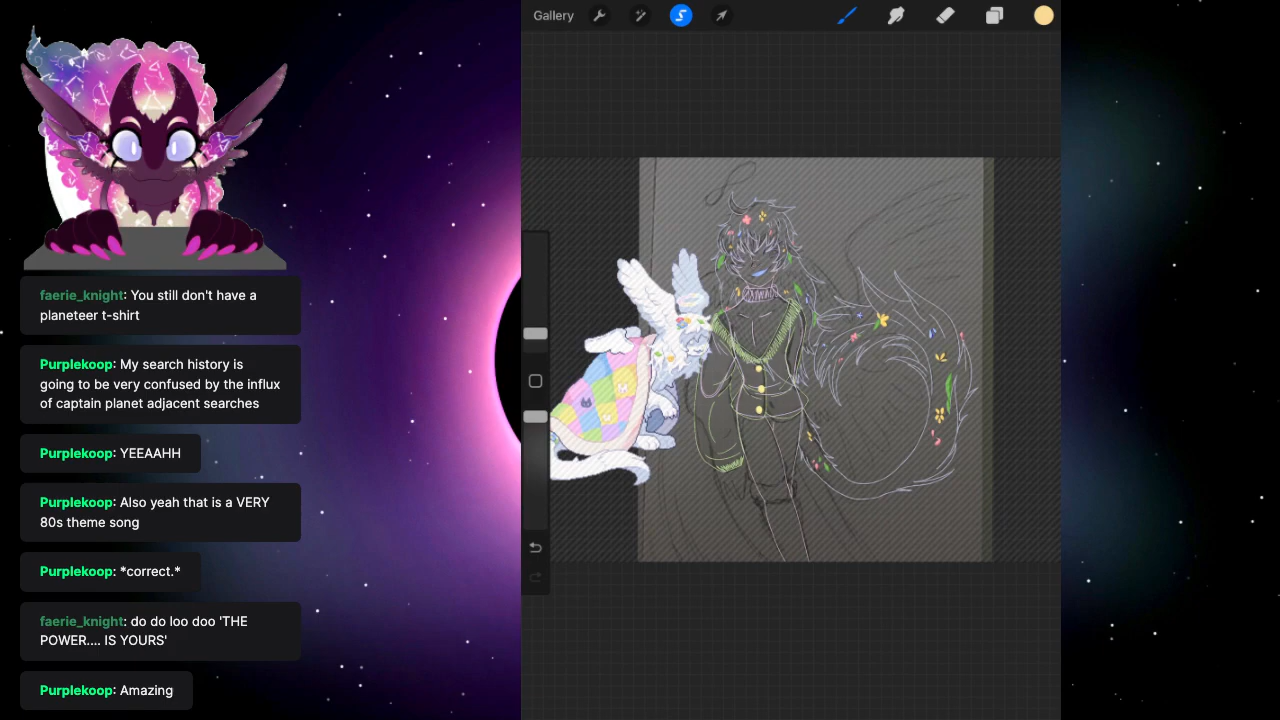 Gallery
faerie_knight: You still don't have a
planeteer t-shirt
Purplekoop: My search history is
going to be very confused by the influx
of captain planet adjacent searches
Purplekoop: YEEAAHH
Purplekoop: Also yeah that is a VERY
80s theme song
Purplekoop: *correct.*
faerie_knight: do do loo doo 'THE
POWER.... IS YOURS'
Purplekoop: Amazing